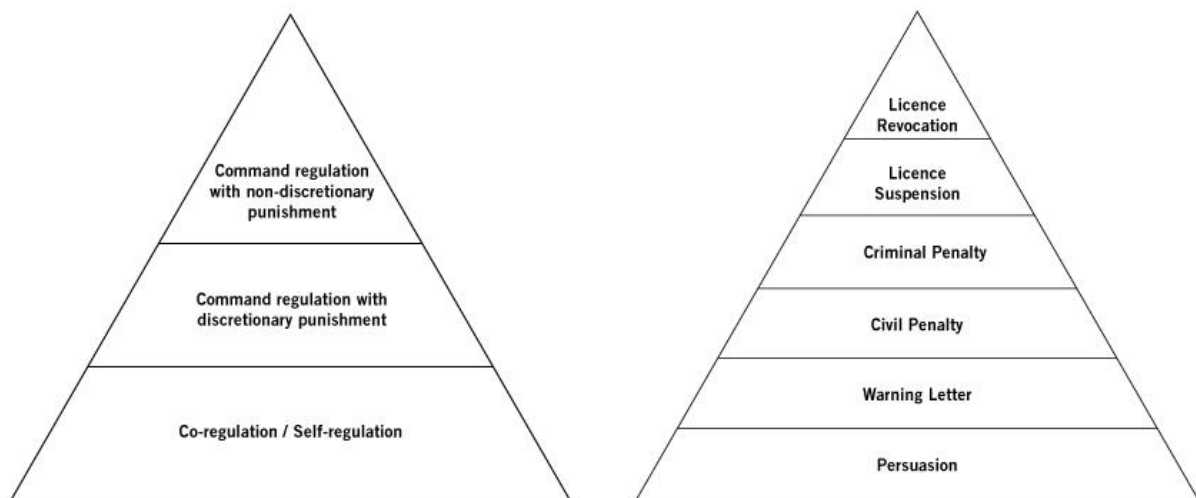 Command regulation
with non-discretionary
punishment
Command regulation with
discretionary punishment
Co-regulation / Self-regulation
Licence
Revocation
Licence
Suspension
Criminal Penalty
Civil Penalty
Warning Letter
Persuasion